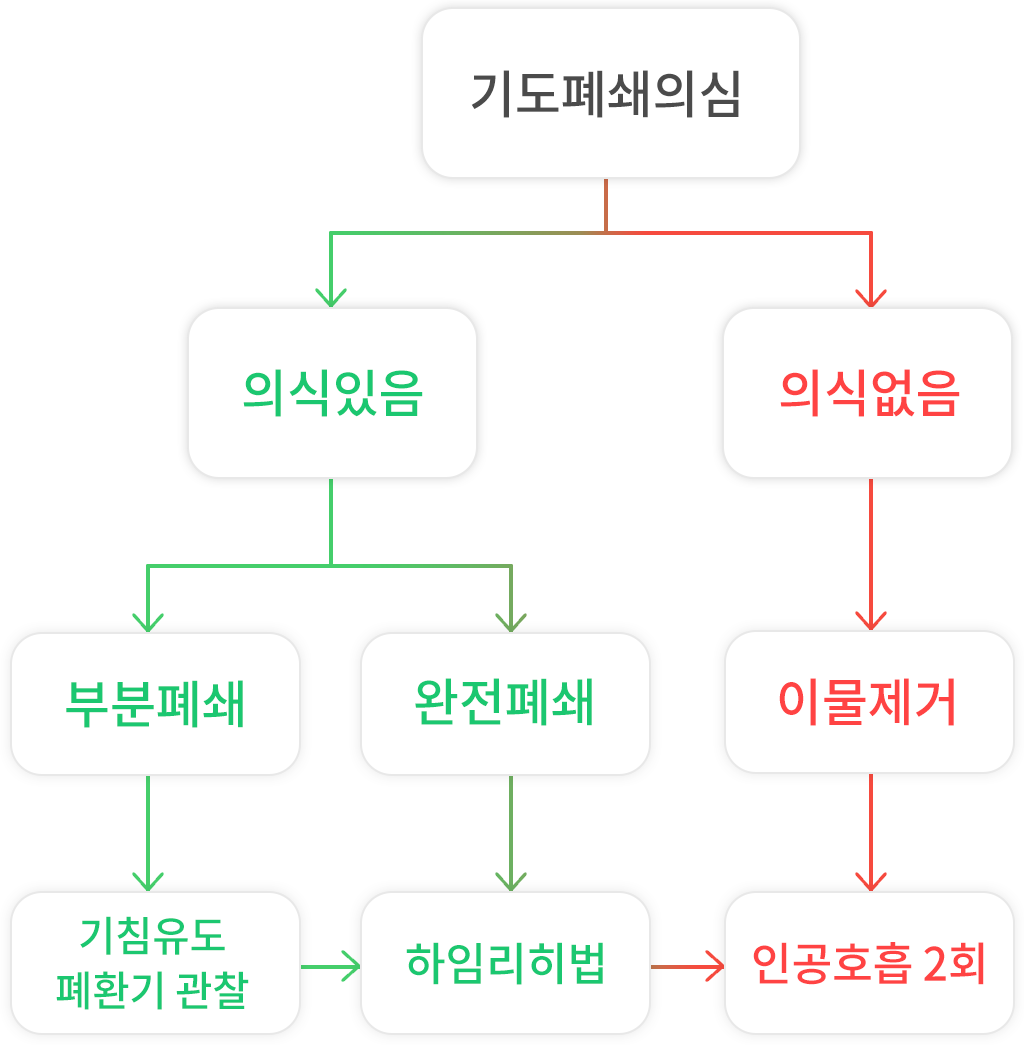 기도폐쇄의심
의식있음
의식없음
부분폐쇄
완전폐쇄
이물제거
기침유도
폐환기 관찰
하임리히법
인공호흡 2회